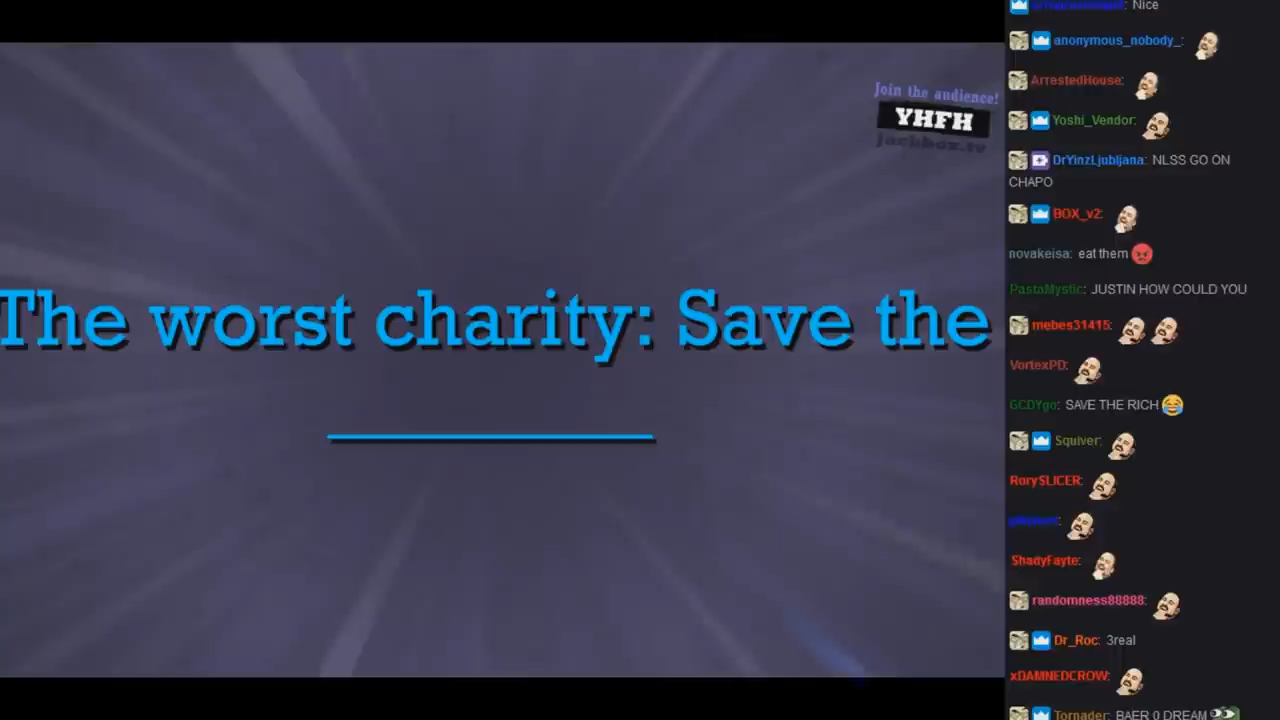 Join the audience!
YHFH
jackbox.tv
The worst charity: Save the
: Nice
anonymous_nobody_:
ArrestedHouse:
Yoshi_Vendor:
DrYinzLjubljana: NLSS GO ON
CHAPO
BOX_v2:
novakeisa: eat them
PastaMystic: JUSTIN HOW COULD YOU
mebes31415:
VortexPD:
GCDYgo: SAVE THE RICH
Squiver:
RorySLICER:
ShadyFayte:
randomness88888:
Dr_Roc: 3real
xDAMNEDCROW:
Tornader: BAER 0 DREAM